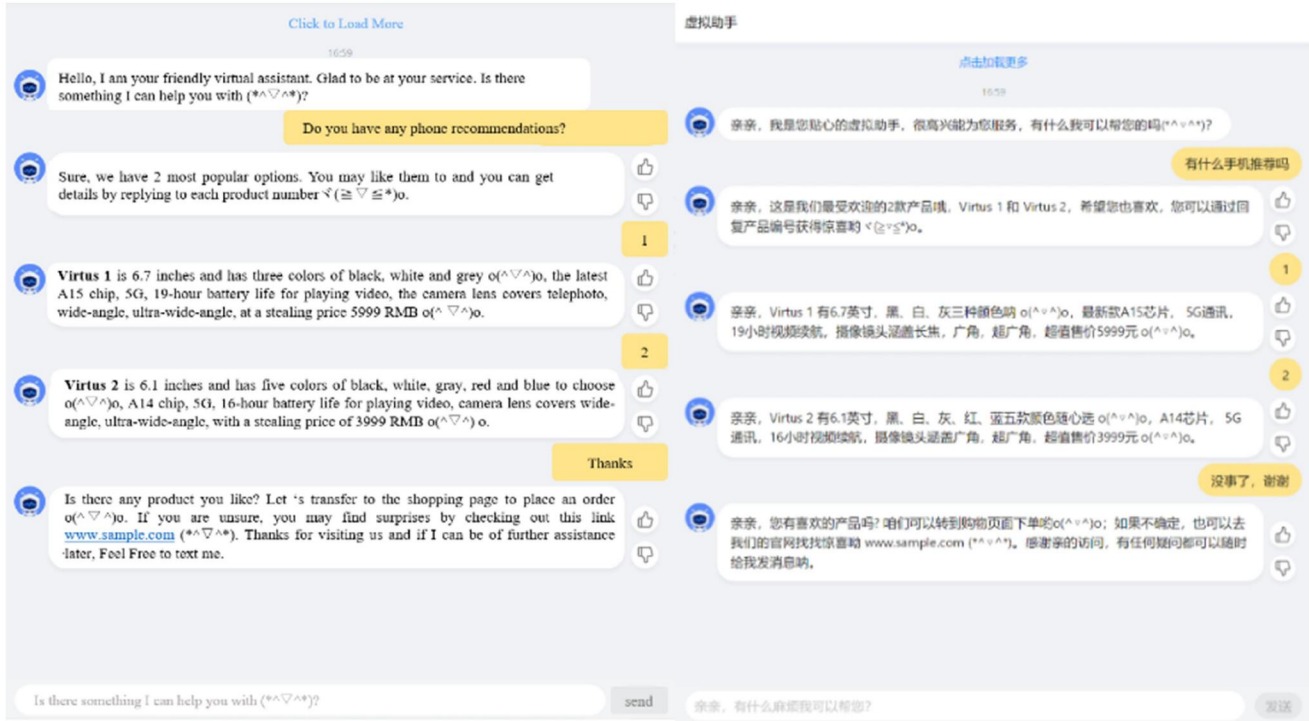 Click to Load More
16:59
Hello, I am your friendly virtual assistant. Glad to be at your service. Is there
something I can help you with (*^▽^*)?
Do you have any phone recommendations?
Sure, we have 2 most popular options. You may like them to and you can get
details by replying to each product number ヾ(≧▽≦*)o.
1
Virtus 1 is 6.7 inches and has three colors of black, white and grey o(^▽^)o, the latest
A15 chip, 5G, 19-hour battery life for playing video, the camera lens covers telephoto,
wide-angle, ultra-wide-angle, at a stealing price 5999 RMB o(^ ▽^)o.
2
Virtus 2 is 6.1 inches and has five colors of black, white, gray, red and blue to choose
o(^▽^)o, A14 chip, 5G, 16-hour battery life for playing video, camera lens covers wide-
angle, ultra-wide-angle, with a stealing price of 3999 RMB o(^▽^) o.
Thanks
Is there any product you like? Let ‘s transfer to the shopping page to place an order
o(^▽^)o. If you are unsure, you may find surprises by checking out this link
www.sample.com (*^▽^*). Thanks for visiting us and if I can be of further assistance
later, Feel Free to text me.
Is there something I can help you with (*^▽^*)?
send
虚拟助手
点击加载更多
16:59
亲亲，我是您贴心的虚拟助手，很高兴能为您服务，有什么我可以帮您的吗(*^▽^*)?
有什么手机推荐吗
亲亲，这是我们最受欢迎的2款产品哦，Virtus 1 和 Virtus 2，希望您也喜欢，您可以通过回
复产品编号获得惊喜哟ヾ(≧▽≦*)o。
1
亲亲，Virtus 1 有6.7英寸，黑、白、灰三种颜色呐 o(^▽^)o，最新款A15芯片， 5G通讯，
19小时视频续航，摄像镜头涵盖长焦，广角，超广角，超值售价5999元 o(^▽^)o。
2
亲亲，Virtus 2 有6.1英寸，黑、白、灰、红、蓝五款颜色随心选 o(^▽^)o，A14芯片， 5G
通讯，16小时视频续航，摄像镜头涵盖广角，超广角，超值售价3999元 o(^▽^)o。
没事了，谢谢
亲亲，您有喜欢的产品吗? 咱们可以转到购物页面下单哟o(^▽^)o；如果不确定，也可以去
我们的官网找找惊喜呦 www.sample.com (*^▽^*)。感谢亲的访问，有任何疑问都可以随时
给我发消息呐。
亲亲，有什么麻烦我可以帮您?
发送